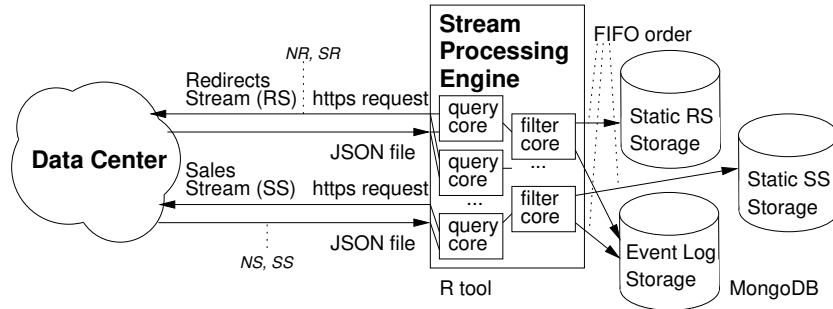 NR, SR
Redirects
Stream (RS)
https request
JSON file
Data Center
Sales
Stream (SS)
https request
JSON file
NS, SS
Stream
Processing
Engine
query
core
query
core
...
query
core
filter
core
...
filter
core
R tool
FIFO order
Static RS
Storage
Static SS
Storage
Event Log
Storage
MongoDB